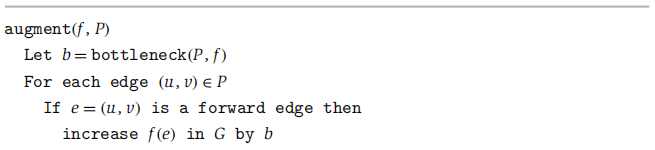 augment(f, P)
Let b = bottleneck(P, f)
For each edge (u, v) ∈ P
If e = (u, v) is a forward edge then
increase f(e) in G by b